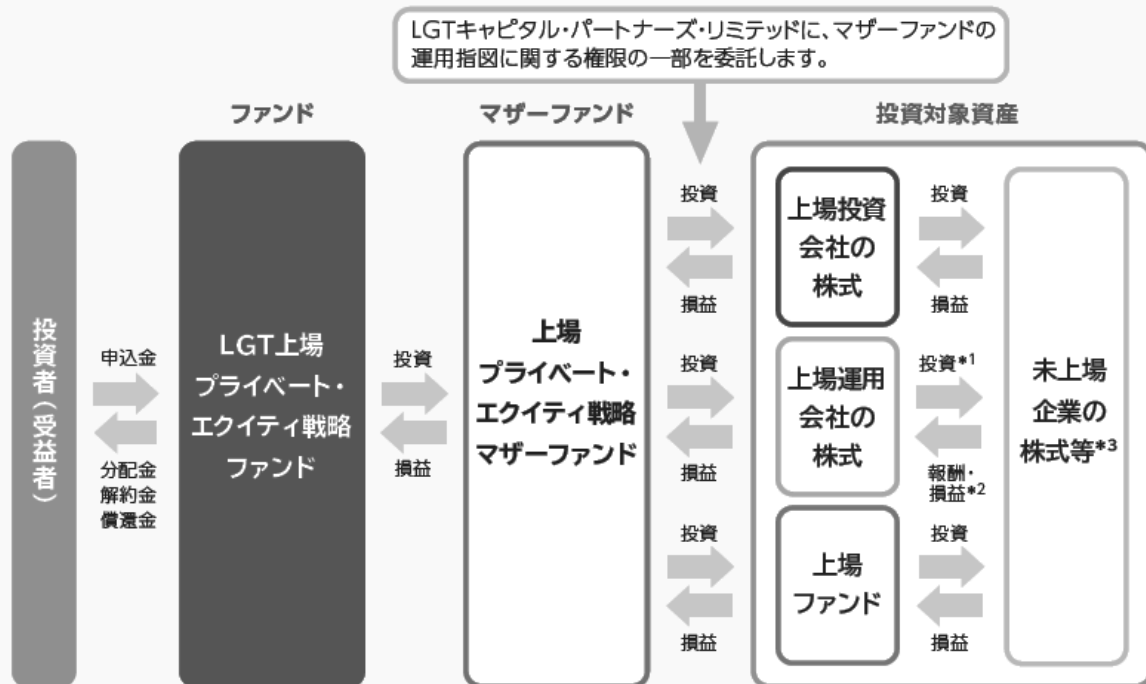 LGTキャピタル・パートナーズ・リミテッドに、マザーファンドの
運用指図に関する権限の一部を委託します。
ファンド
マザーファンド
投資対象資産
投資者(受益者)
申込金
分配金
解約金
償還金
LGT上場
プライベート・
エクイティ戦略
ファンド
投資
損益
上場
プライベート・
エクイティ戦略
マザーファンド
投資
損益
上場投資
会社の
株式
投資
損益
投資
損益
上場運用
会社の
株式
投資*1
報酬・
損益*2
投資
損益
上場
ファンド
投資
損益
未上場
企業の
株式等*3